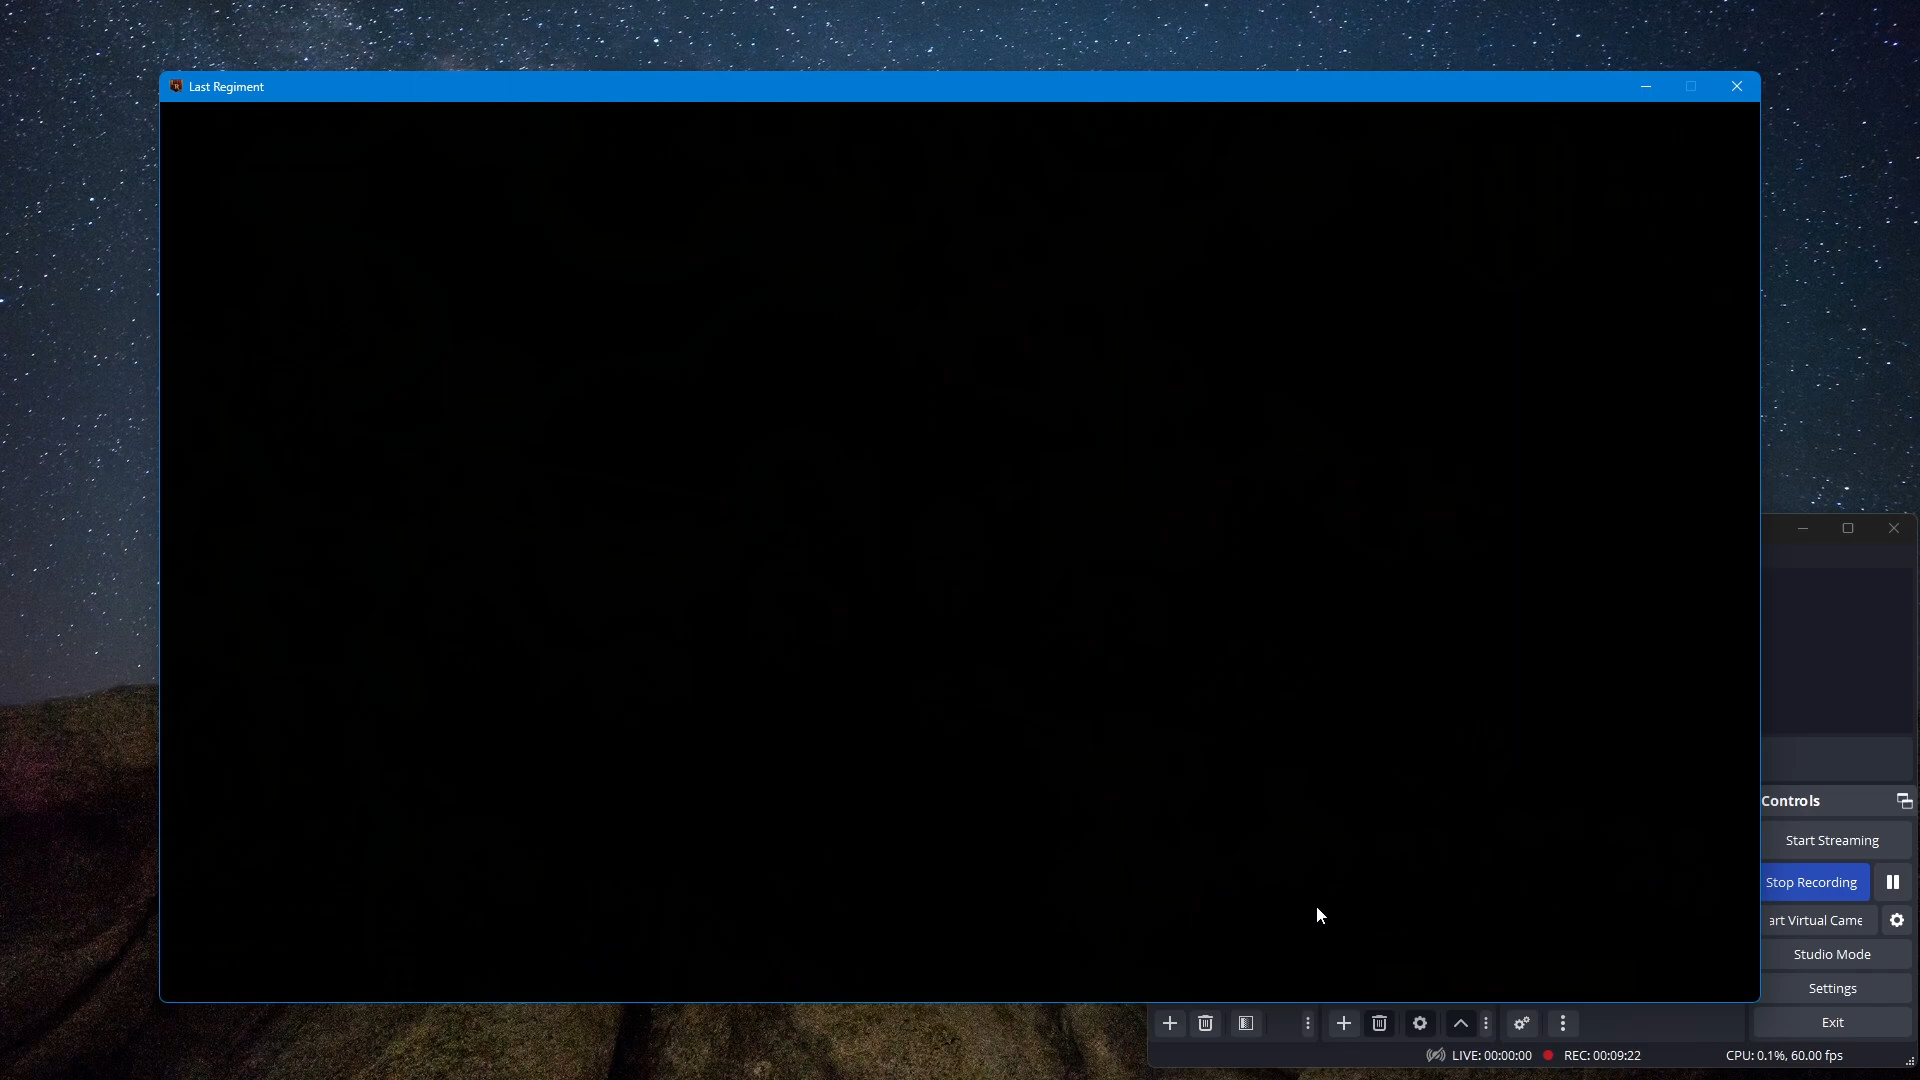 Last Regiment
Controls
Start Streaming
Stop Recording
art Virtual Came
Studio Mode
Settings
Exit
LIVE: 00:00:00 REC: 00:09:22 CPU: 0.1%, 60.00 fps